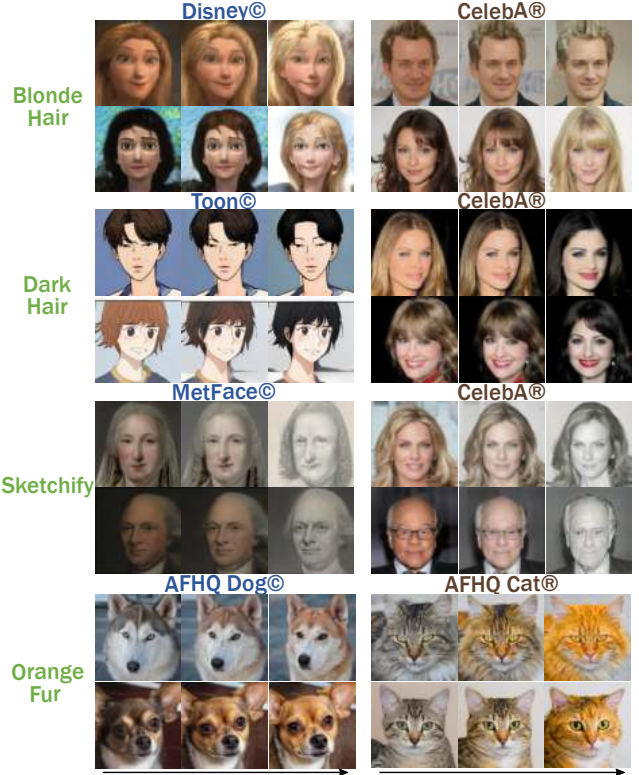 Disney© CelebA®
Blonde
Hair
Toon© CelebA®
Dark
Hair
MetFace© CelebA®
Sketchify
AFHQ Dog© AFHQ Cat®
Orange
Fur